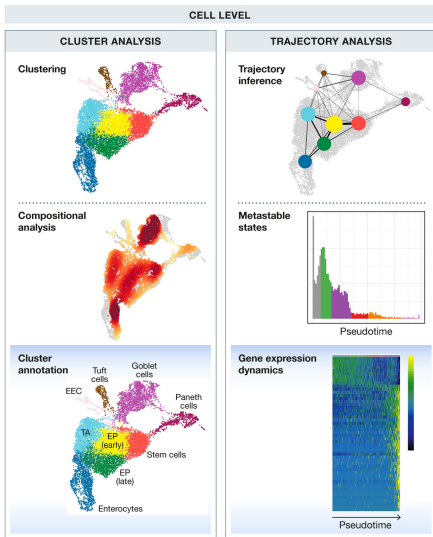 CELL LEVEL
CLUSTER ANALYSIS
Clustering
Compositional
analysis
Cluster
annotation
Tuft
cells
Goblet
cells
EEC
Paneth
cells
TA
EP
(early)
Stem cells
EP
(late)
Enterocytes
TRAJECTORY ANALYSIS
Trajectory
inference
Metastable
states
Pseudotime
Gene expression
dynamics
Pseudotime